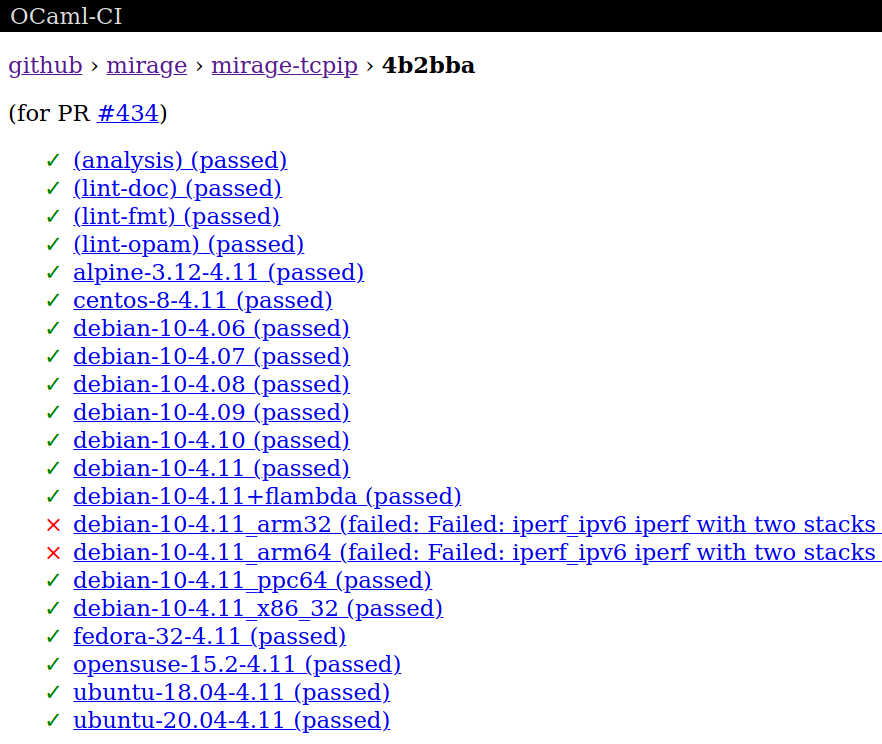 OCaml-CI
github › mirage › mirage-tcpip › 4b2bba
(for PR #434)
✓ (analysis) (passed)
✓ (lint-doc) (passed)
✓ (lint-fmt) (passed)
✓ (lint-opam) (passed)
✓ alpine-3.12-4.11 (passed)
✓ centos-8-4.11 (passed)
✓ debian-10-4.06 (passed)
✓ debian-10-4.07 (passed)
✓ debian-10-4.08 (passed)
✓ debian-10-4.09 (passed)
✓ debian-10-4.10 (passed)
✓ debian-10-4.11 (passed)
✓ debian-10-4.11+flambda (passed)
× debian-10-4.11_arm32 (failed: Failed: iperf_ipv6 iperf with two stacks
× debian-10-4.11_arm64 (failed: Failed: iperf_ipv6 iperf with two stacks
✓ debian-10-4.11_ppc64 (passed)
✓ debian-10-4.11_x86_32 (passed)
✓ fedora-32-4.11 (passed)
✓ opensuse-15.2-4.11 (passed)
✓ ubuntu-18.04-4.11 (passed)
✓ ubuntu-20.04-4.11 (passed)